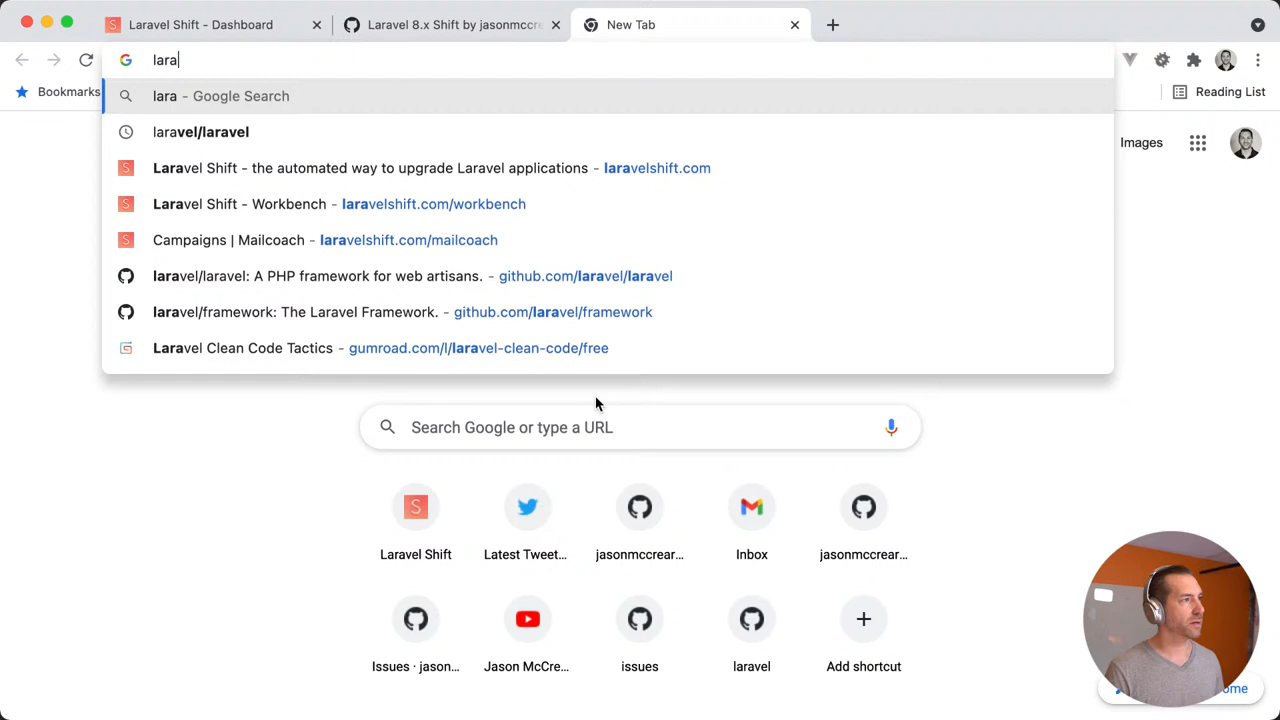 Laravel Shift - Dashboard
Laravel 8.x Shift by jasonmccre
New Tab
lara
Bookmarks
Reading List
lara - Google Search
laravel/laravel
Laravel Shift - the automated way to upgrade Laravel applications - laravelshift.com
Laravel Shift - Workbench - laravelshift.com/workbench
Campaigns | Mailcoach - laravelshift.com/mailcoach
laravel/laravel: A PHP framework for web artisans. - github.com/laravel/laravel
laravel/framework: The Laravel Framework. - github.com/laravel/framework
Laravel Clean Code Tactics - gumroad.com/l/laravel-clean-code/free
Images
Search Google or type a URL
Laravel Shift
Latest Tweet...
jasonmccrear...
Inbox
jasonmccrear...
Issues · jason...
Jason McCre...
issues
laravel
Add shortcut
ome